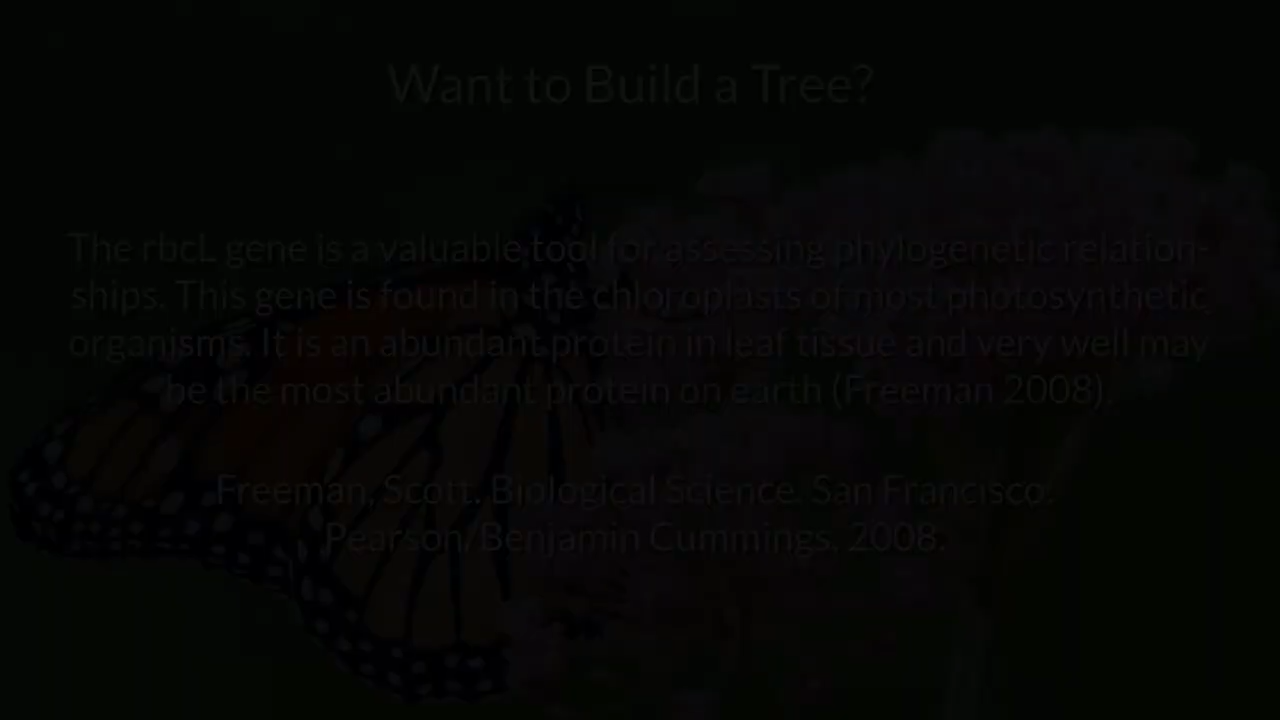 Want to Build a Tree?
The rbcL gene is a valuable tool for assessing phylogenetic relation-
ships. This gene is found in the chloroplasts of most photosynthetic
organisms. It is an abundant protein in leaf tissue and very well may
be the most abundant protein on earth (Freeman 2008)
Freeman, Scott. Biological Science. San Francisco.
Pearson/Benjamin Cummings. 2008.